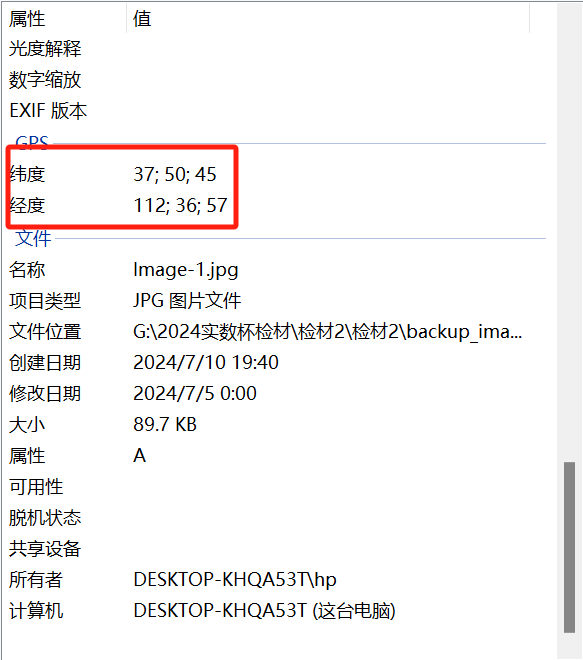 属性 值
光度解释
数字缩放
EXIF 版本
GPS
纬度 37; 50; 45
经度 112; 36; 57
文件
名称 Image-1.jpg
项目类型 JPG 图片文件
文件位置 G:\2024实数杯检材\检材2\检材2\backup_ima...
创建日期 2024/7/10 19:40
修改日期 2024/7/5 0:00
大小 89.7 KB
属性 A
可用性
脱机状态
共享设备
所有者 DESKTOP-KHQA53T\hp
计算机 DESKTOP-KHQA53T (这台电脑)